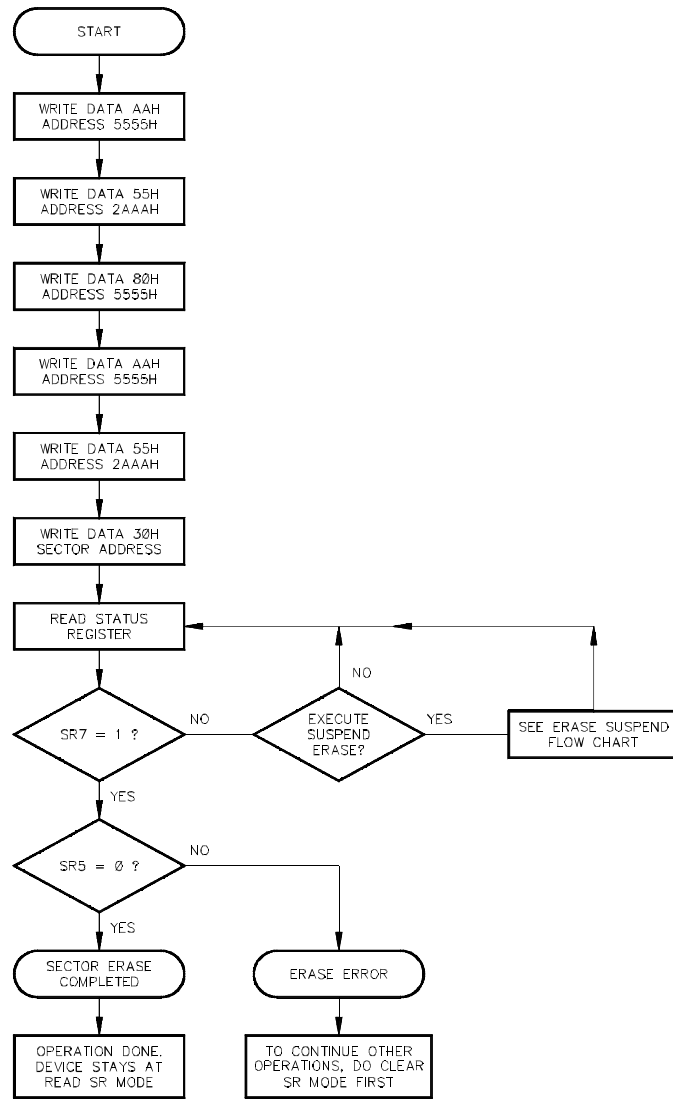 START
WRITE DATA AAH
ADDRESS 5555H
WRITE DATA 55H
ADDRESS 2AAAH
WRITE DATA 80H
ADDRESS 5555H
WRITE DATA AAH
ADDRESS 5555H
WRITE DATA 55H
ADDRESS 2AAAH
WRITE DATA 30H
SECTOR ADDRESS
READ STATUS
REGISTER
NO
SR7 = 1 ?
NO
EXECUTE
SUSPEND
ERASE?
YES
SEE ERASE SUSPEND
FLOW CHART
YES
SR5 = 0 ?
NO
YES
SECTOR ERASE
COMPLETED
ERASE ERROR
OPERATION DONE.
DEVICE STAYS AT
READ SR MODE
TO CONTINUE OTHER
OPERATIONS, DO CLEAR
SR MODE FIRST